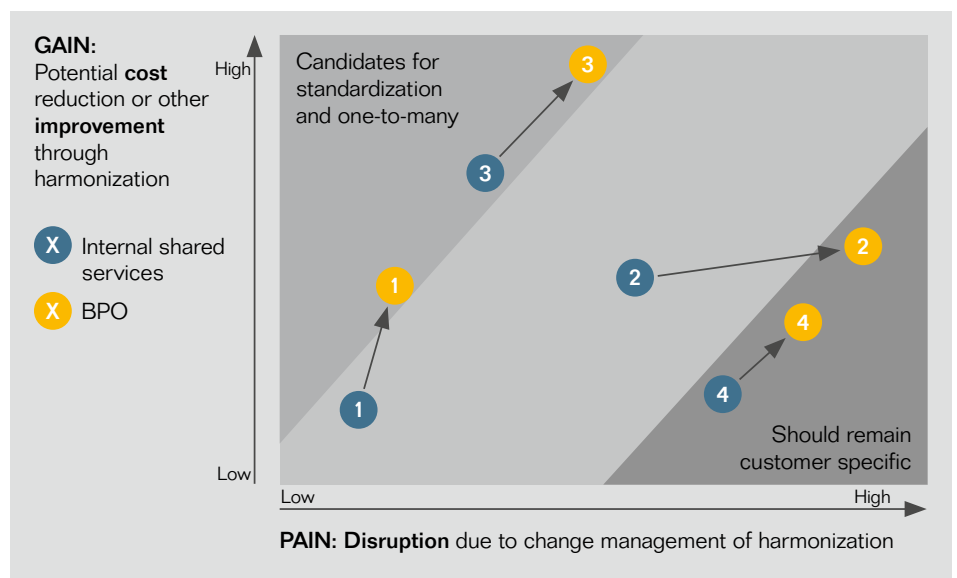 GAIN:
Potential cost
reduction or other
improvement
through
harmonization
X Internal shared
services
X BPO
High
Low
Candidates for
standardization
and one-to-many
3
3
1
1
2
2
4
4
Should remain
customer specific
Low High
PAIN: Disruption due to change management of harmonization